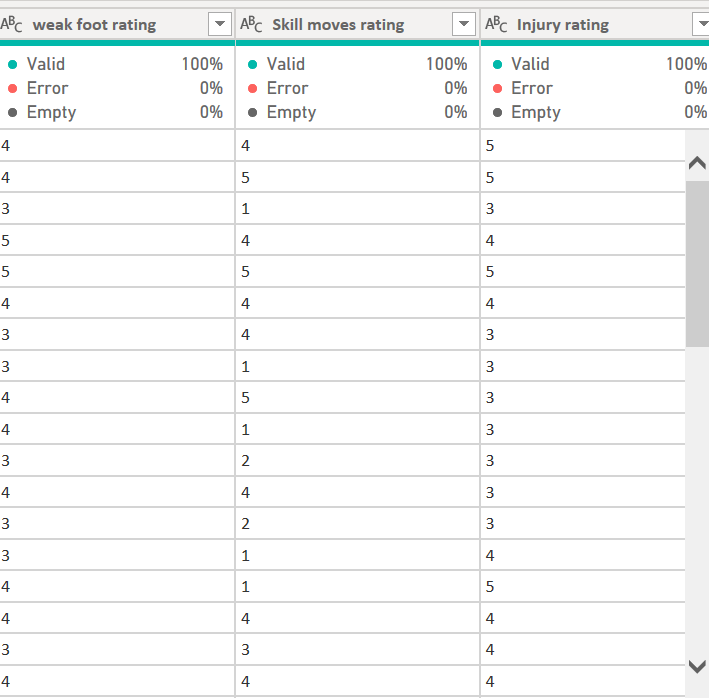 ABC weak foot rating ABC Skill moves rating ABC Injury rating
Valid 100% Valid 100% Valid 100%
Error 0% Error 0% Error 0%
Empty 0% Empty 0% Empty 0%
4 4 5
4 5 5
3 1 3
5 4 4
5 5 5
4 4 4
3 4 3
3 1 3
4 5 3
4 1 3
3 2 3
4 4 3
3 2 3
3 1 4
4 1 5
4 4 4
3 3 4
4 4 4